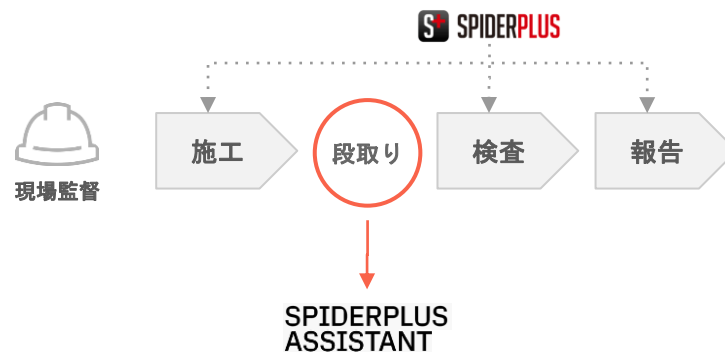 S+ SPIDERPLUS
施工
段取り
検査
報告
現場監督
SPIDERPLUS
ASSISTANT